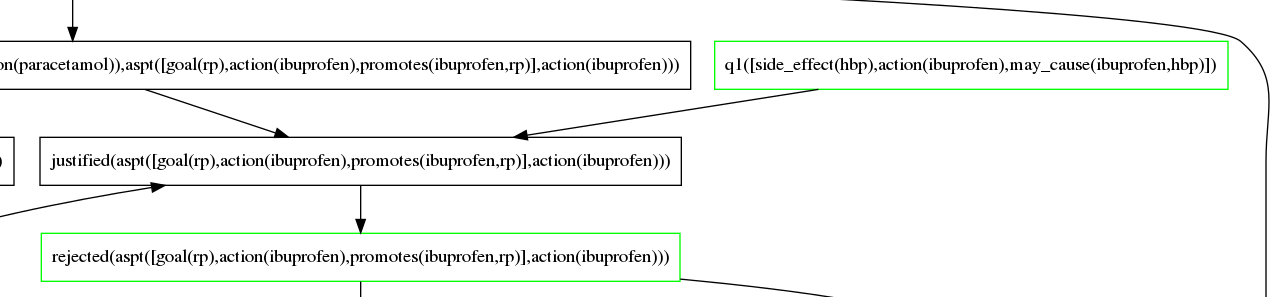 on(paracetamol)),aspt([goal(rp),action(ibuprofen),promotes(ibuprofen,rp)],action(ibuprofen)))
q1([side_effect(hbp),action(ibuprofen),may_cause(ibuprofen,hbp)])
)
justified(aspt([goal(rp),action(ibuprofen),promotes(ibuprofen,rp)],action(ibuprofen)))
rejected(aspt([goal(rp),action(ibuprofen),promotes(ibuprofen,rp)],action(ibuprofen)))